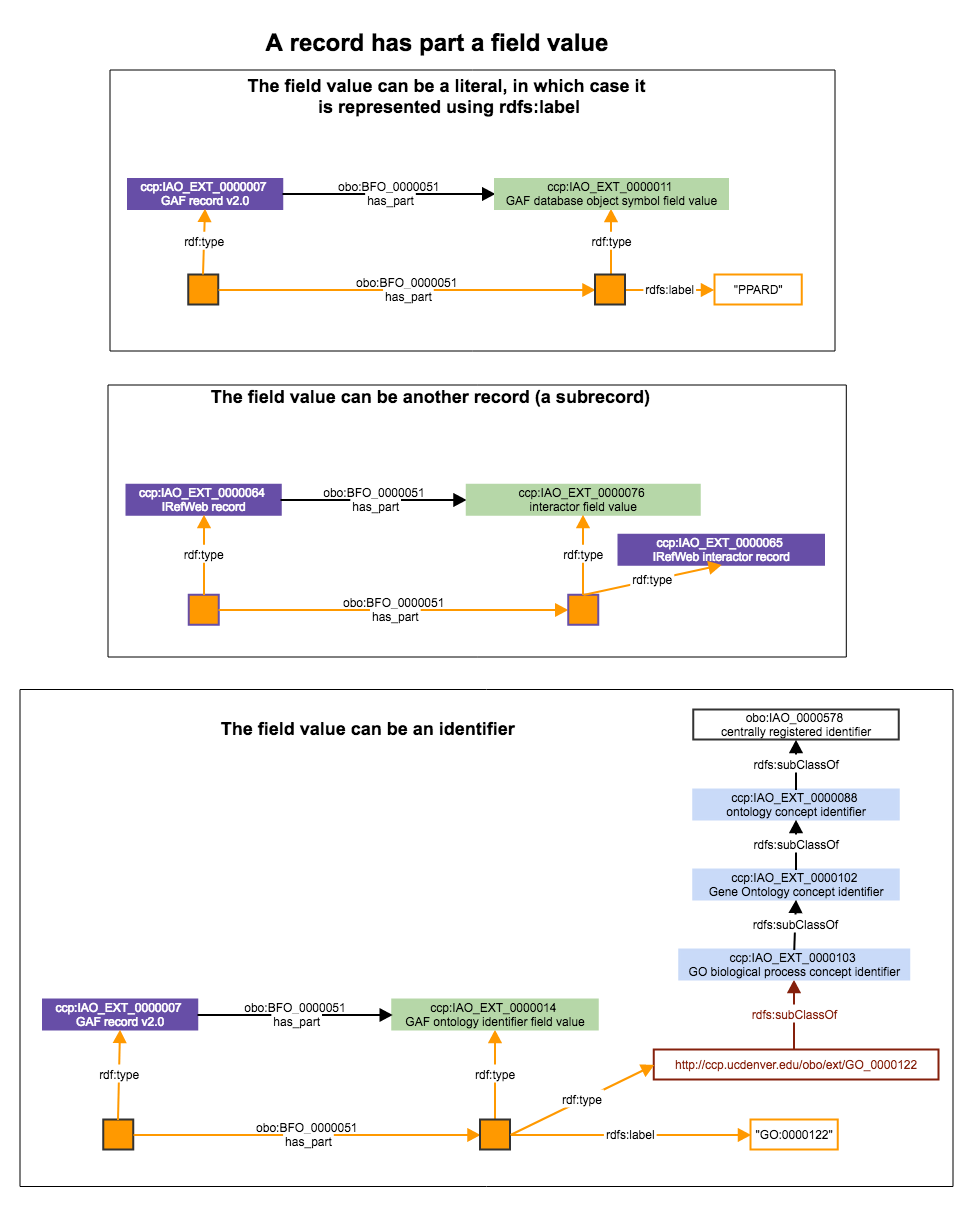 A record has part a field value
The field value can be a literal, in which case it
is represented using rdfs:label
ccp:IAO_EXT_0000007
GAF record v2.0
obo:BFO_0000051
has_part
ccp:IAO_EXT_0000011
GAF database object symbol field value
rdf:type
rdf:type
obo:BFO_0000051
has_part
rdfs:label
"PPARD"
The field value can be another record (a subrecord)
ccp:IAO_EXT_0000064
IRefWeb record
obo:BFO_0000051
has_part
ccp:IAO_EXT_0000076
interactor field value
rdf:type
rdf:type
ccp:IAO_EXT_0000065
IRefWeb interactor record
rdf:type
obo:BFO_0000051
has_part
The field value can be an identifier
obo:IAO_0000578
centrally registered identifier
rdfs:subClassOf
ccp:IAO_EXT_0000088
ontology concept identifier
rdfs:subClassOf
ccp:IAO_EXT_0000102
Gene Ontology concept identifier
rdfs:subClassOf
ccp:IAO_EXT_0000103
GO biological process concept identifier
ccp:IAO_EXT_0000007
GAF record v2.0
obo:BFO_0000051
has_part
ccp:IAO_EXT_0000014
GAF ontology identifier field value
rdfs:subClassOf
http://ccp.ucdenver.edu/obo/ext/GO_0000122
rdf:type
rdf:type
rdf:type
obo:BFO_0000051
has_part
rdfs:label
"GO:0000122"